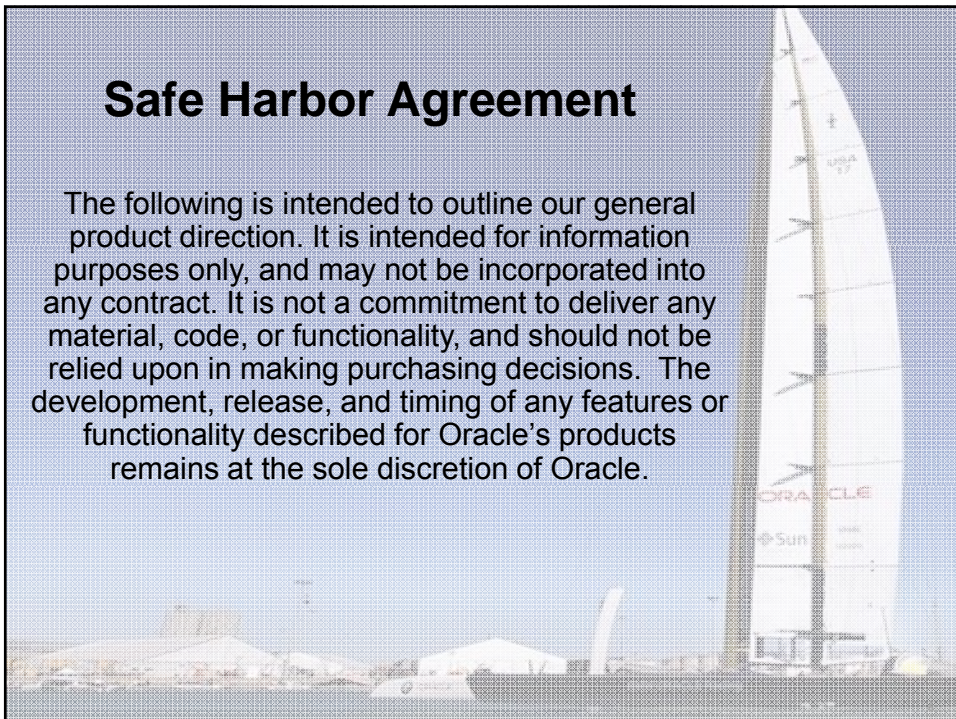 Safe Harbor Agreement
The following is intended to outline our general
product direction. It is intended for information
purposes only, and may not be incorporated into
any contract. It is not a commitment to deliver any
material, code, or functionality, and should not be
relied upon in making purchasing decisions.  The
development, release, and timing of any features or
functionality described for Oracle's products
remains at the sole discretion of Oracle.
USA
17
ORACLE
Sun